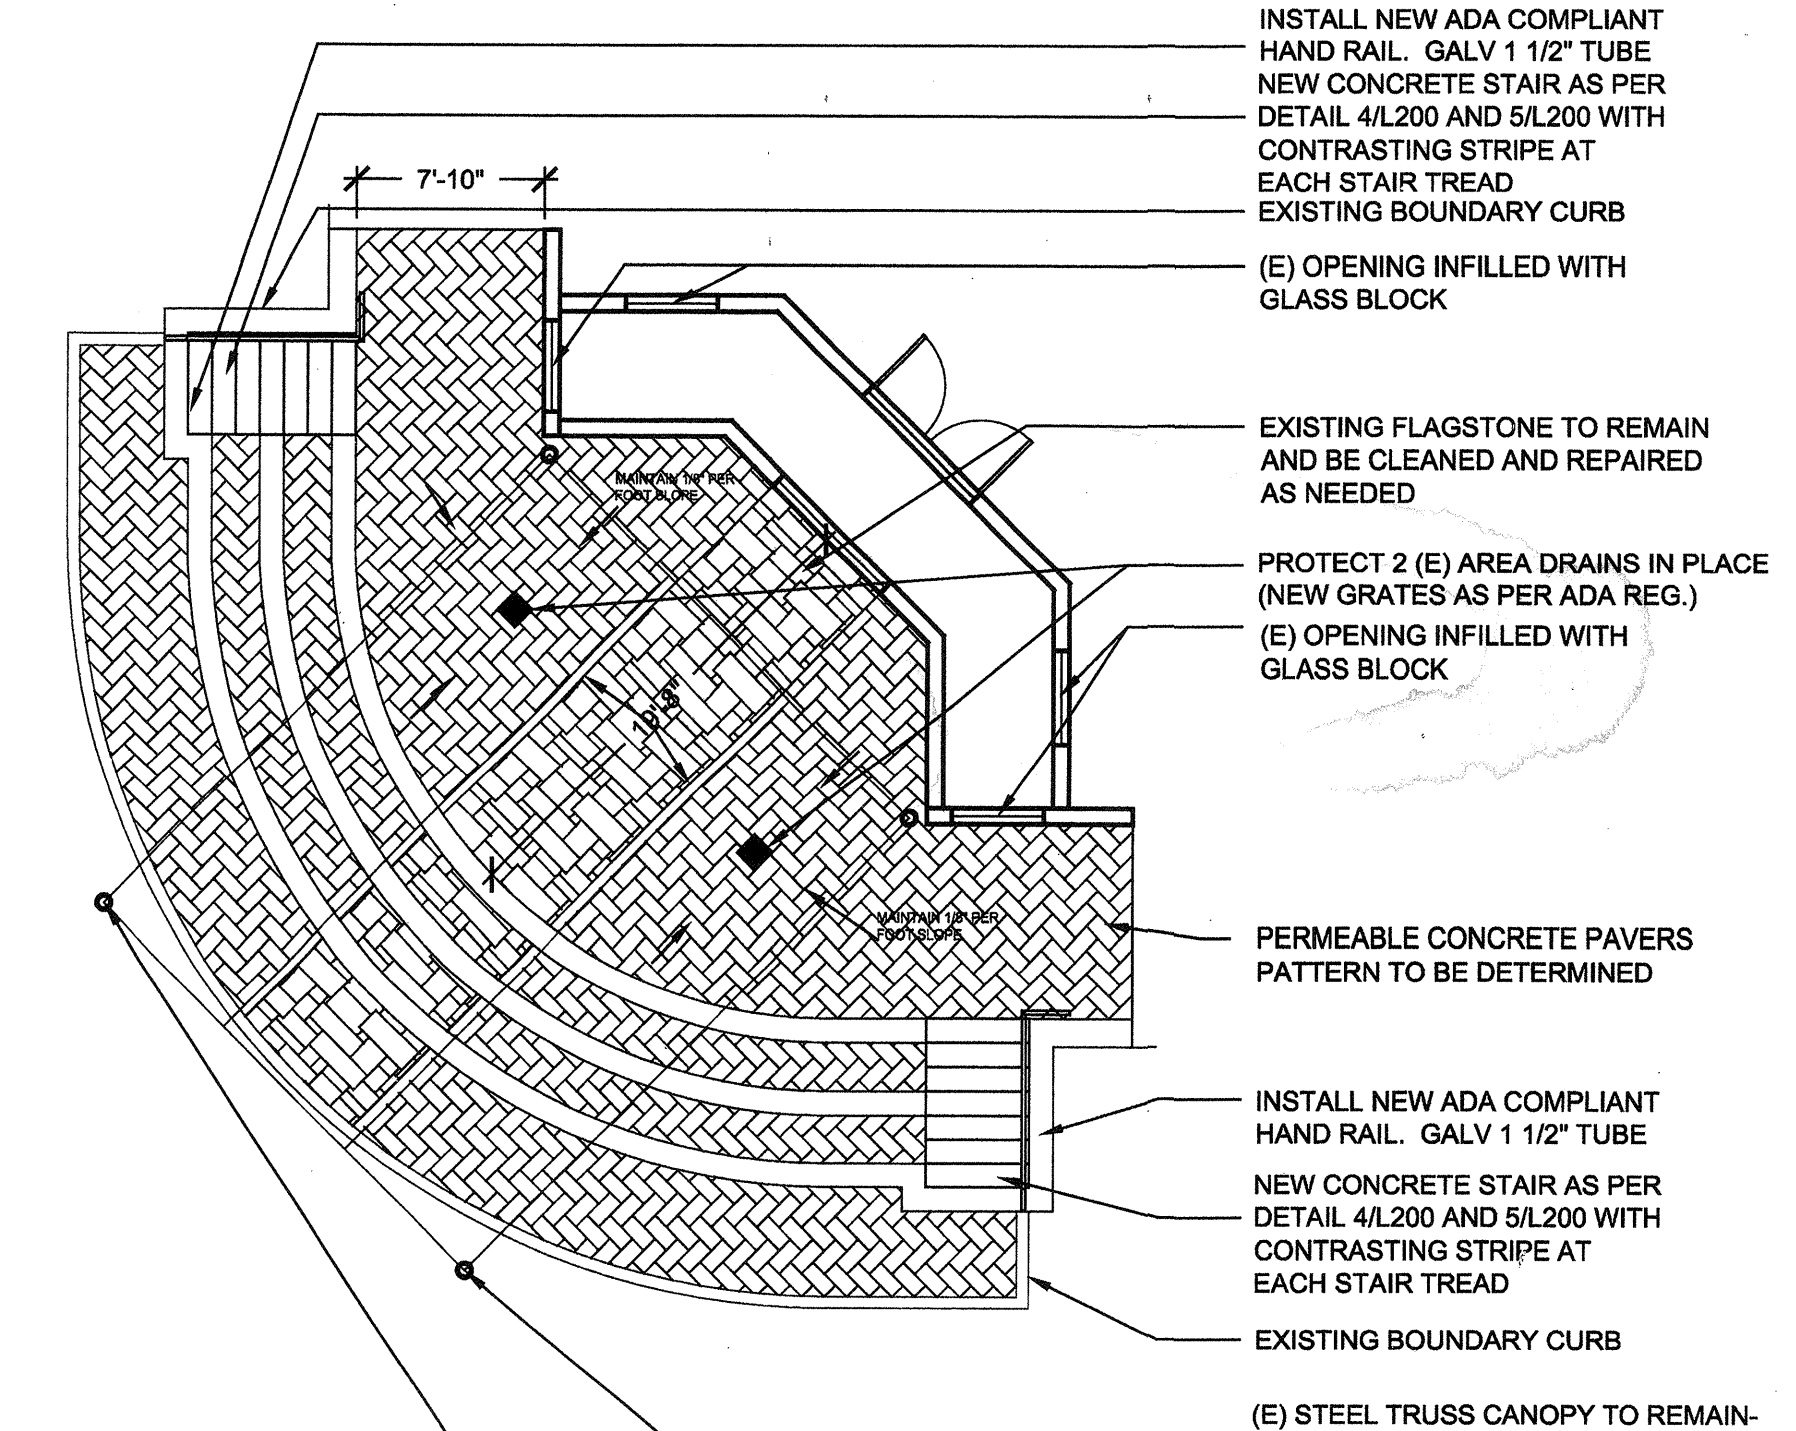 INSTALL NEW ADA COMPLIANT
HAND RAIL. GALV 1 1/2" TUBE
NEW CONCRETE STAIR AS PER
DETAIL 4/L200 AND 5/L200 WITH
CONTRASTING STRIPE AT
EACH STAIR TREAD
7'-10"
EXISTING BOUNDARY CURB
(E) OPENING INFILLED WITH
GLASS BLOCK
EXISTING FLAGSTONE TO REMAIN
AND BE CLEANED AND REPAIRED
AS NEEDED
MAINTAIN 1/8" PER
FOOT SLOPE
PROTECT 2 (E) AREA DRAINS IN PLACE
(NEW GRATES AS PER ADA REG.)
(E) OPENING INFILLED WITH
GLASS BLOCK
10'-8"
MAINTAIN 1/8" PER
FOOT SLOPE
PERMEABLE CONCRETE PAVERS
PATTERN TO BE DETERMINED
INSTALL NEW ADA COMPLIANT
HAND RAIL. GALV 1 1/2" TUBE
NEW CONCRETE STAIR AS PER
DETAIL 4/L200 AND 5/L200 WITH
CONTRASTING STRIPE AT
EACH STAIR TREAD
EXISTING BOUNDARY CURB
(E) STEEL TRUSS CANOPY TO REMAIN-